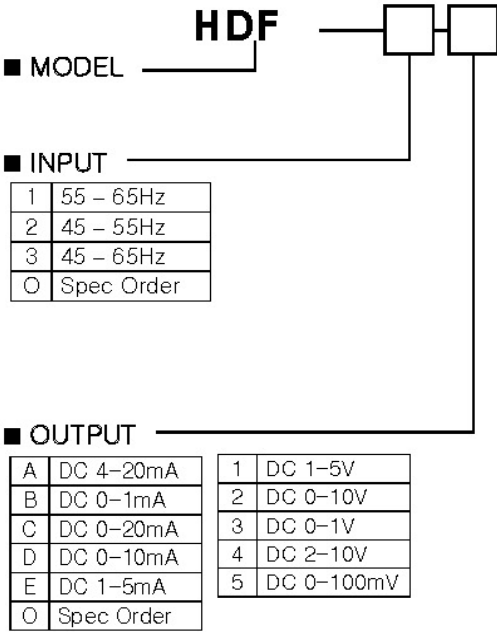 HDF
■ MODEL
■ INPUT
1 55 – 65Hz
2 45 – 55Hz
3 45 – 65Hz
O Spec Order
■ OUTPUT
A DC 4–20mA
B DC 0–1mA
C DC 0–20mA
D DC 0–10mA
E DC 1–5mA
O Spec Order
1 DC 1–5V
2 DC 0–10V
3 DC 0–1V
4 DC 2–10V
5 DC 0–100mV